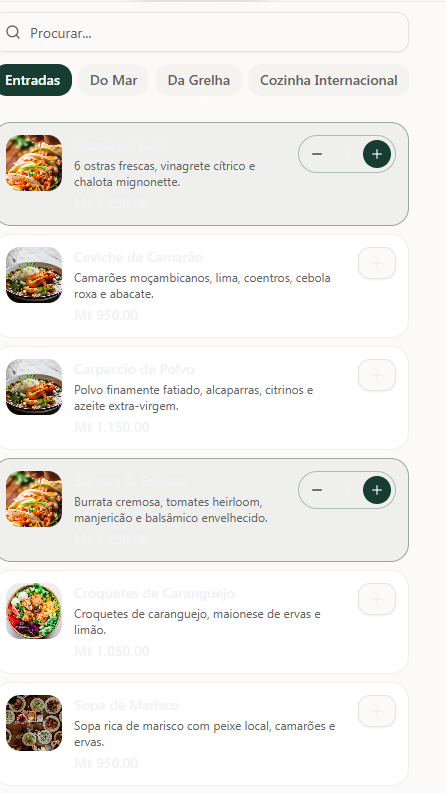 Procurar...
Entradas
Do Mar
Da Grelha
Cozinha Internacional
6 ostras frescas, vinagrete cítrico e
chalota mignonette.
Ceviche de Camarão
Camarões moçambicanos, lima, coentros, cebola
roxa e abacate.
Mt 950.00
Carpaccio de Polvo
Polvo finamente fatiado, alcaparras, citrinos e
azeite extra-virgem.
Mt 1,150.00
Burrata cremosa, tomates heirloom,
manjericão e balsâmico envelhecido.
Croquetes de Caranguejo
Croquetes de caranguejo, maionese de ervas e
limão.
Mt 1,050.00
Sopa de Marisco
Sopa rica de marisco com peixe local, camarões e
ervas.
Mt 950.00